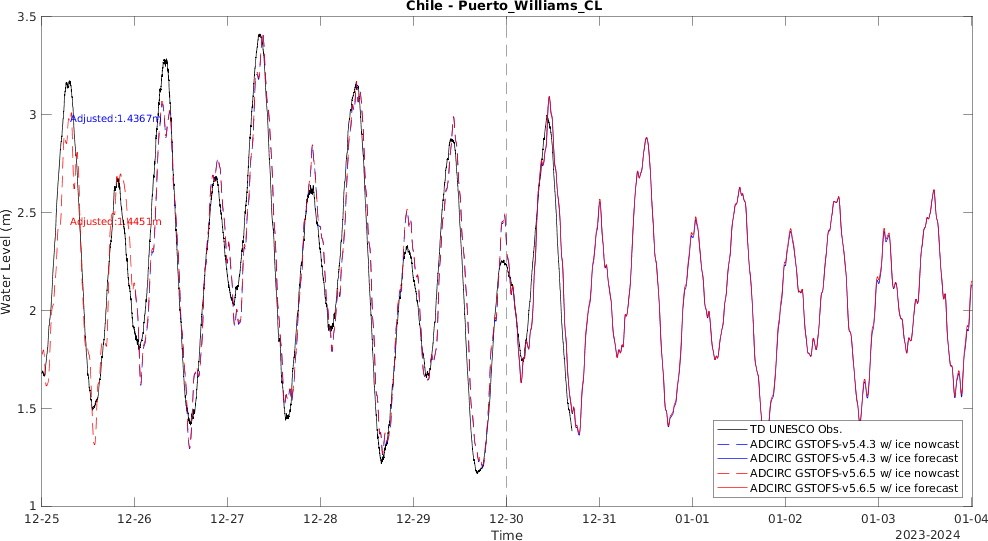 Chile - Puerto_Williams_CL
3.5
3
2.5
2
1.5
1
Water Level (m)
Adjusted:1.4367m
Adjusted:1.4451m
TD UNESCO Obs.
ADCIRC GSTOFS-v5.4.3 w/ ice nowcast
ADCIRC GSTOFS-v5.4.3 w/ ice forecast
ADCIRC GSTOFS-v5.6.5 w/ ice nowcast
ADCIRC GSTOFS-v5.6.5 w/ ice forecast
12-25 12-26 12-27 12-28 12-29 12-30 12-31 01-01 01-02 01-03 01-04
Time
2023-2024